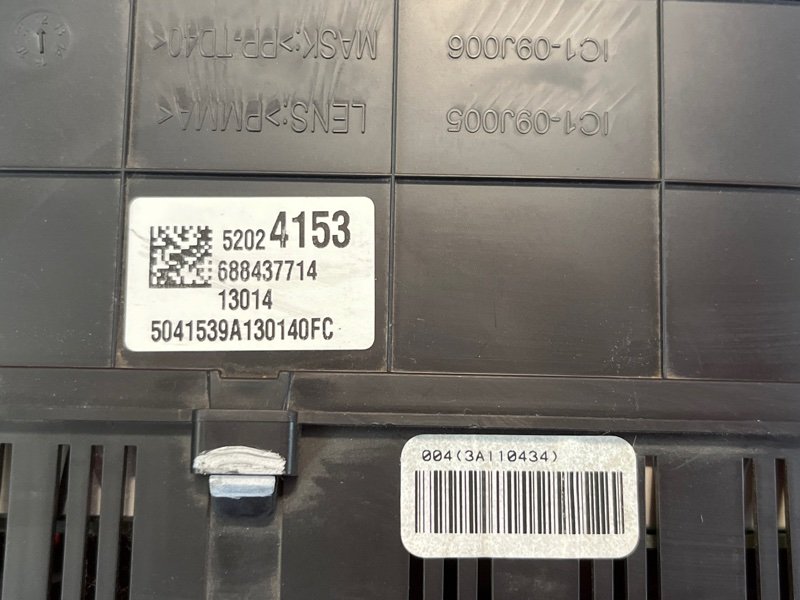 MASK:>PP.TD40<
IC1-09J006
LENS:>PMMA<
IC1-09J005
5202 4153
688437714
13014
5041539A130140FC
004(3A110434)